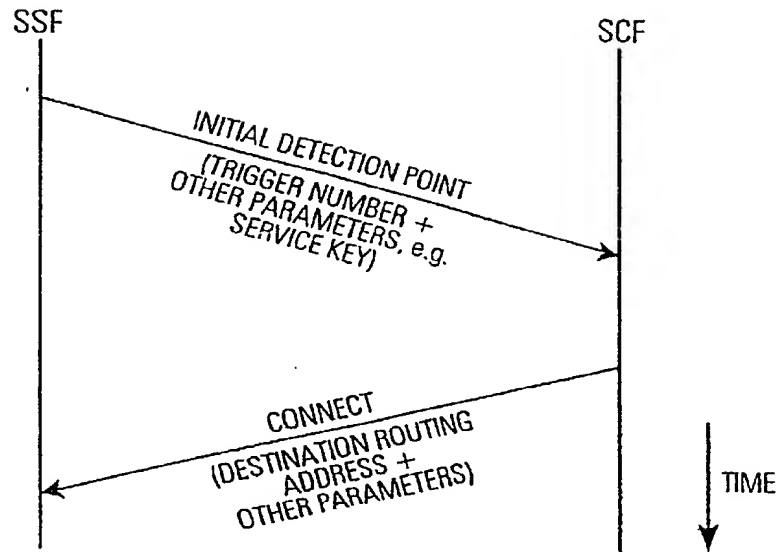 SSF
SCF
INITIAL DETECTION POINT
(TRIGGER NUMBER +
OTHER PARAMETERS, e.g.
SERVICE KEY)
CONNECT
(DESTINATION ROUTING
ADDRESS +
OTHER PARAMETERS)
TIME